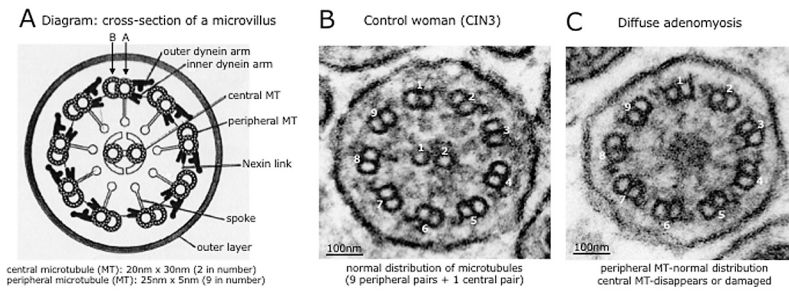 A Diagram: cross-section of a microvillus
B A
outer dynein arm
inner dynein arm
central MT
peripheral MT
Nexin link
spoke
outer layer
central microtubule (MT): 20nm x 30nm (2 in number)
peripheral microtubule (MT): 25nm x 5nm (9 in number)
B Control woman (CIN3)
1
2
3
4
5
6
7
8
9
1 2
100nm
normal distribution of microtubules
(9 peripheral pairs + 1 central pair)
C Diffuse adenomyosis
1
2
3
4
5
6
7
8
9
100nm
peripheral MT-normal distribution
central MT-disappears or damaged